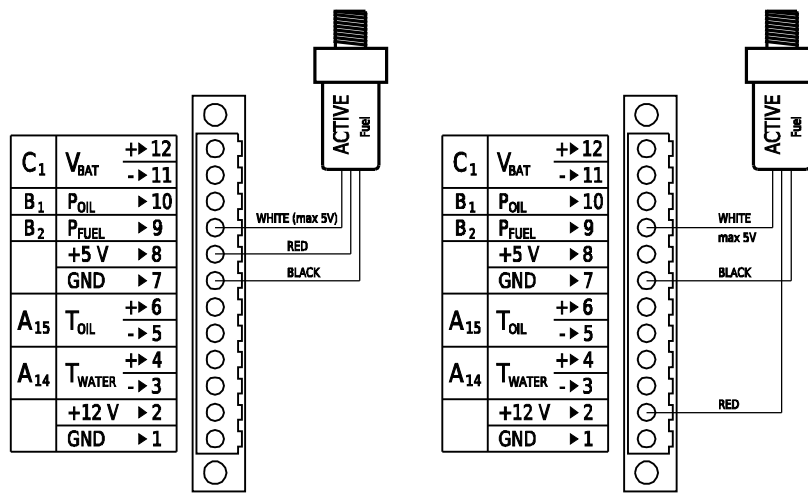 ACTIVE
Fuel
C1 VBAT +▶12
-▶11
B1 POIL ▶10
B2 PFUEL ▶9
+5 V ▶8
GND ▶7
A15 TOIL +▶6
-▶5
A14 TWATER +▶4
-▶3
+12 V ▶2
GND ▶1
WHITE (max 5V)
RED
BLACK
ACTIVE
Fuel
C1 VBAT +▶12
-▶11
B1 POIL ▶10
B2 PFUEL ▶9
+5 V ▶8
GND ▶7
A15 TOIL +▶6
-▶5
A14 TWATER +▶4
-▶3
+12 V ▶2
GND ▶1
WHITE
max 5V
BLACK
RED